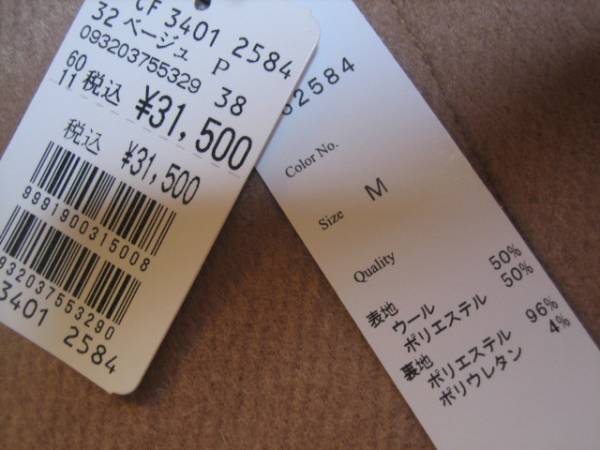 CF 3401 2584
32 ベージュ P
093203755329 38
60
11 税込 ¥31,500
税込 ¥31,500
9991900315008
932037553290
3401 2584
2584
Color No.
Size M
Quality
表地
ウール 50%
ポリエステル 50%
裏地
ポリエステル 96%
ポリウレタン 4%